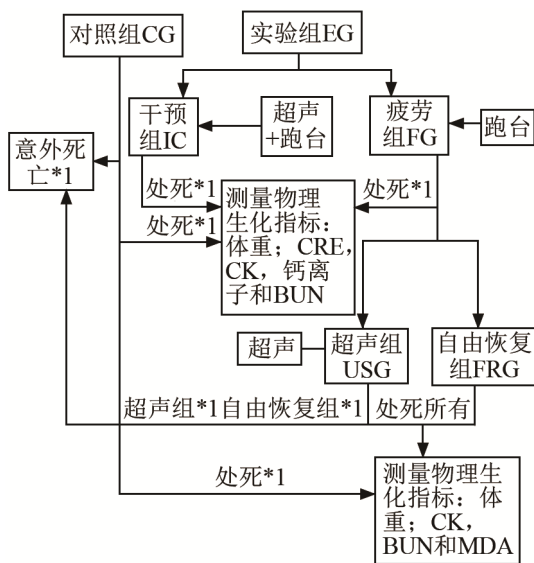 对照组CG
实验组EG
干预
组IC
超声
+跑台
疲劳
组FG
跑台
意外死
亡*1
处死*1
处死*1
处死*1
测量物理
生化指标：
体重；CRE，
CK，钙离
子和BUN
超声
超声组
USG
自由恢复
组FRG
超声组*1自由恢复组*1
处死所有
处死*1
测量物理生
化指标：体
重；CK，
BUN和MDA